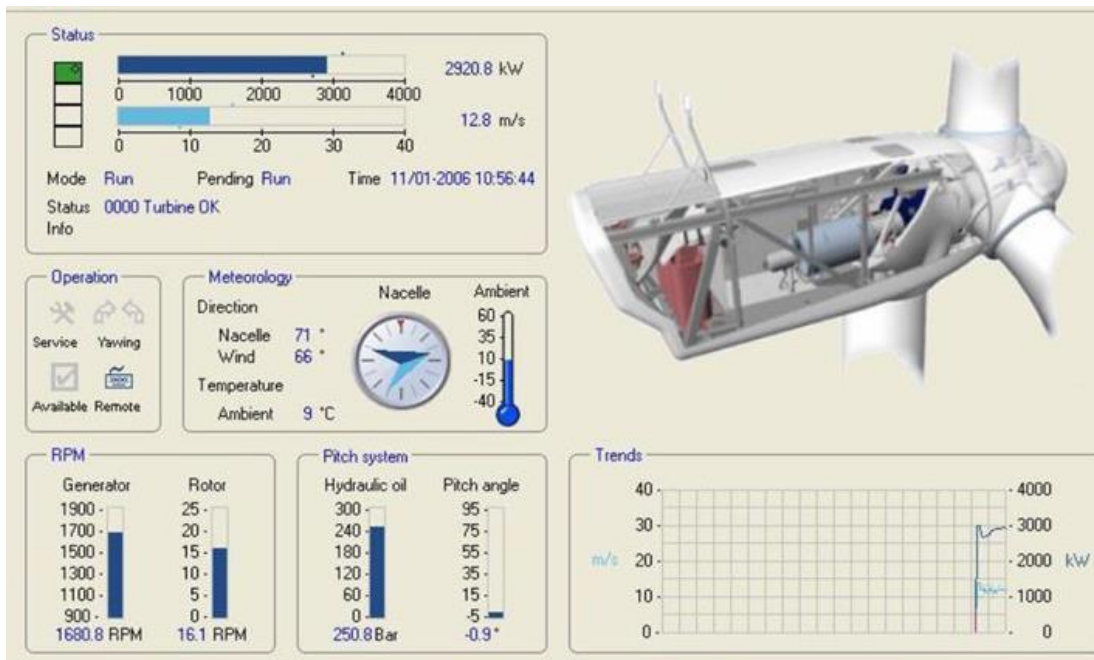 Status
2920.8 kW
0 1000 2000 3000 4000
12.8 m/s
0 10 20 30 40
Mode Run Pending Run Time 11/01-2006 10:56:44
Status 0000 Turbine OK
Info
Operation
Service Yawing
Available Remote
Meteorology
Direction
Nacelle 71 °
Wind 66 °
Temperature
Ambient 9 °C
Nacelle
Ambient
60
35
10
-15
-40
RPM
Generator
1900
1700
1500
1300
1100
900
1680.8 RPM
Rotor
25
20
15
10
5
0
16.1 RPM
Pitch system
Hydraulic oil
300
240
180
120
60
0
250.8 Bar
Pitch angle
95
75
55
35
15
-5
-0.9 °
Trends
40 4000
30 3000
m/s 20 2000 kW
10 1000
0 0